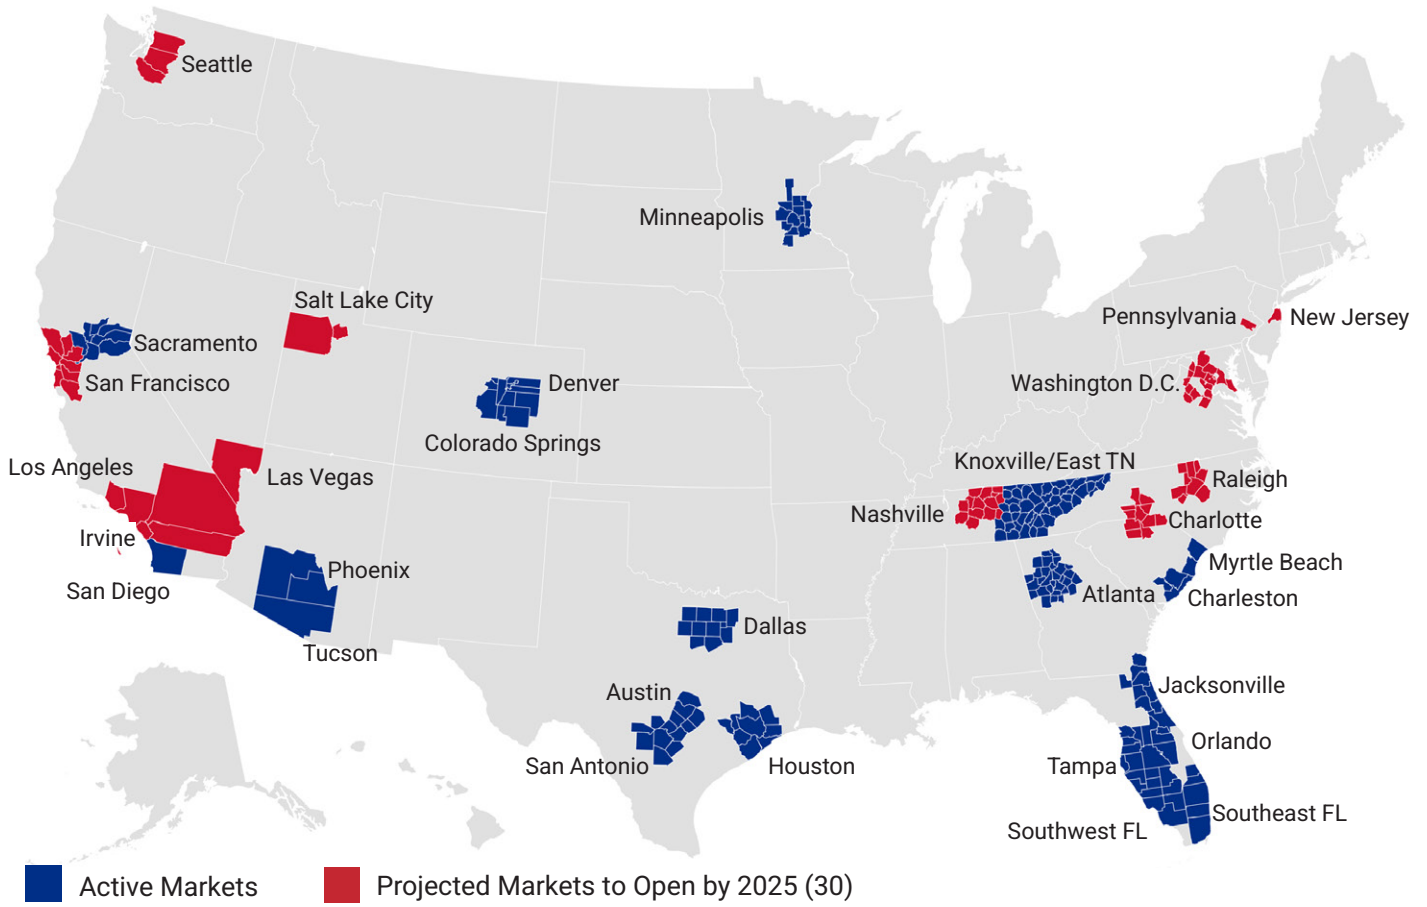 Seattle
Minneapolis
Salt Lake City
Pennsylvania
New Jersey
Sacramento
San Francisco
Denver
Washington D.C.
Colorado Springs
Knoxville/East TN
Los Angeles
Las Vegas
Raleigh
Nashville
Charlotte
Irvine
Phoenix
Myrtle Beach
San Diego
Atlanta
Charleston
Dallas
Tucson
Austin
Jacksonville
Orlando
San Antonio
Houston
Tampa
Southeast FL
Southwest FL
Active Markets
Projected Markets to Open by 2025 (30)